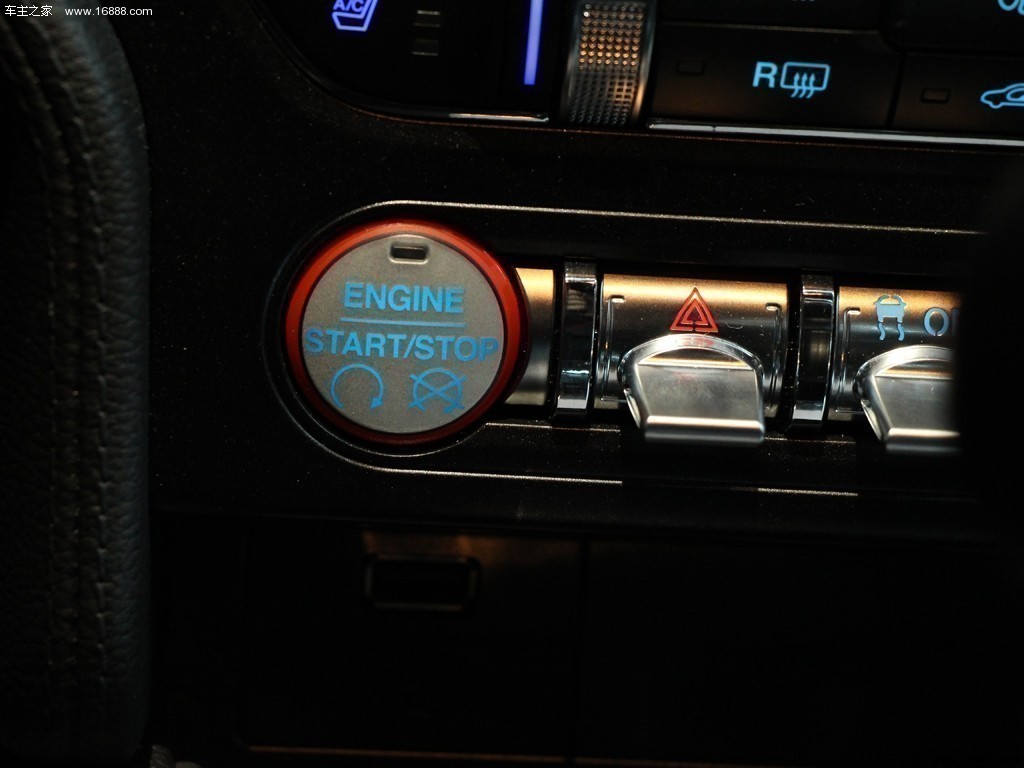 车主之家 www.16888.com
A/C
R
ENGINE
START/STOP